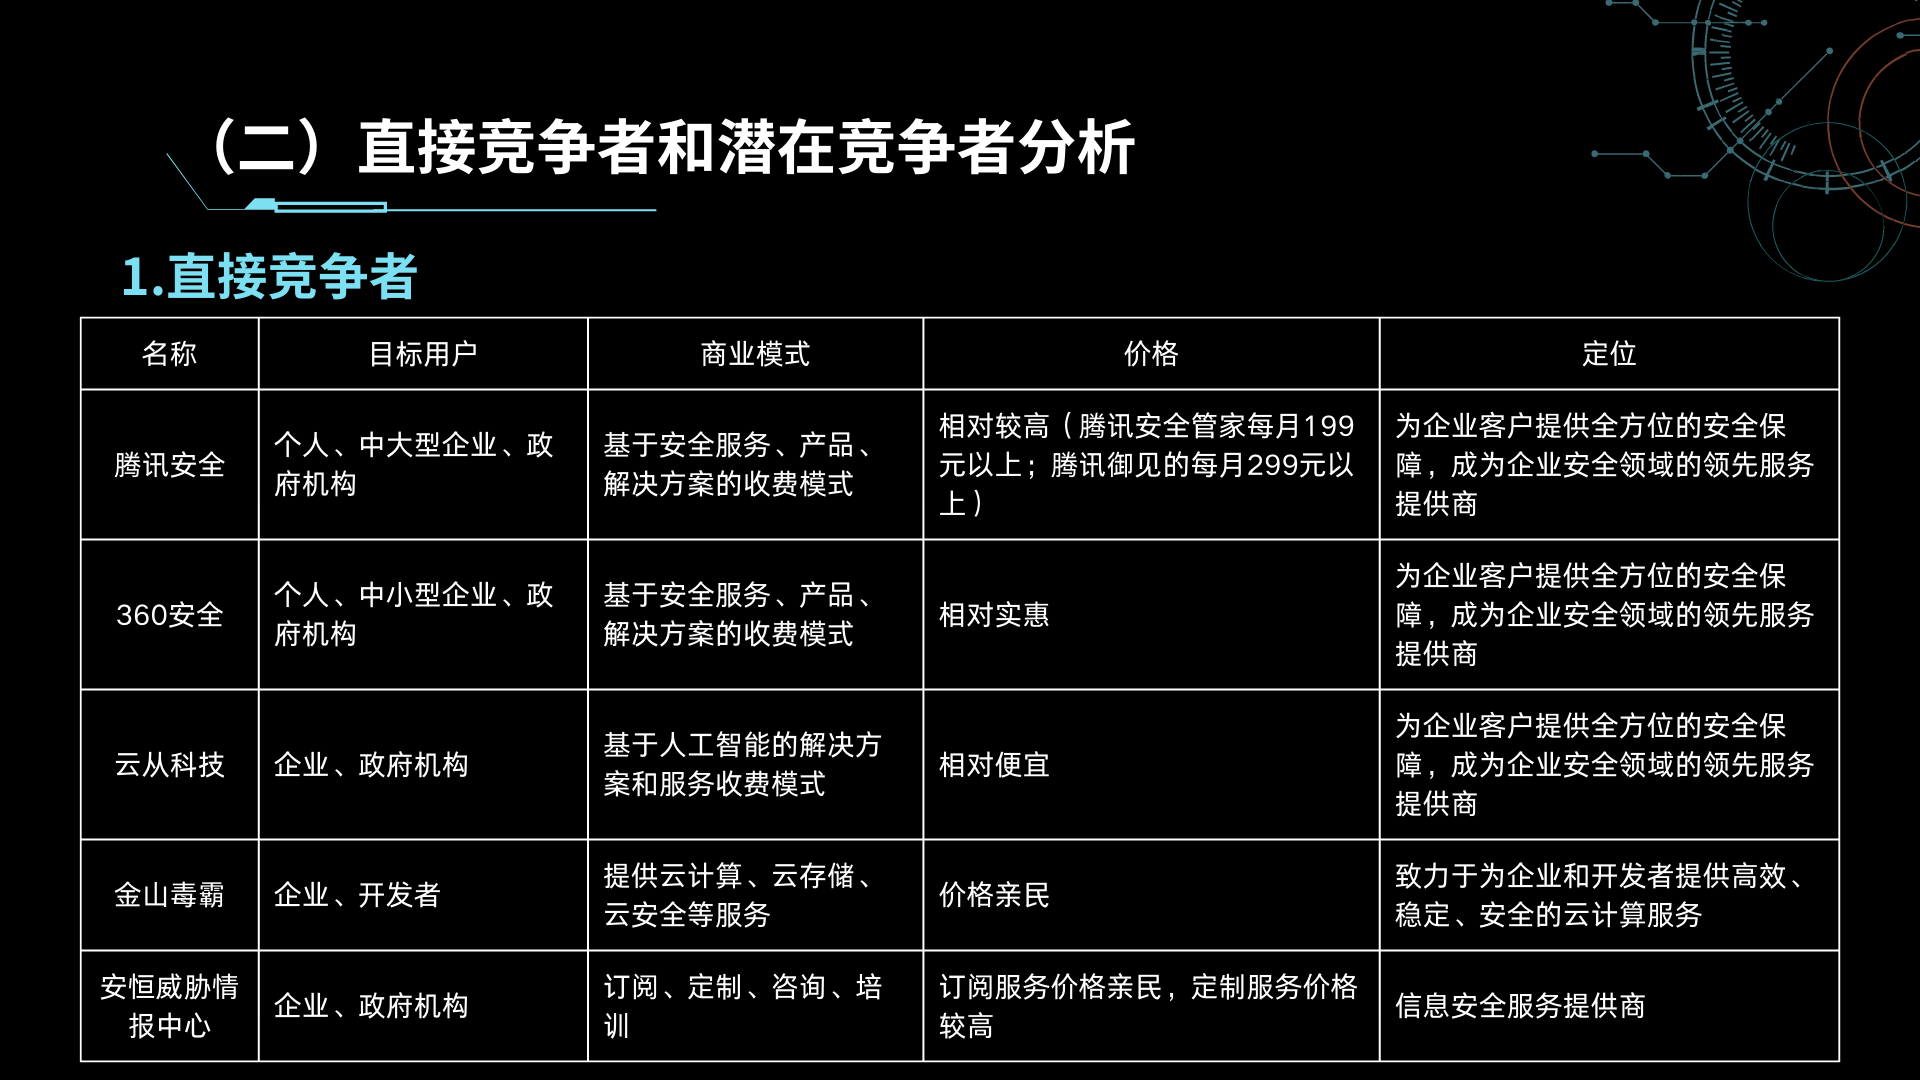 （二）直接竞争者和潜在竞争者分析
1.直接竞争者
名称
目标用户
商业模式
价格
定位
腾讯安全
个人、中大型企业、政
府机构
基于安全服务、产品、
解决方案的收费模式
相对较高（腾讯安全管家每月199
元以上；腾讯御见的每月299元以
上）
为企业客户提供全方位的安全保
障，成为企业安全领域的领先服务
提供商
360安全
个人、中小型企业、政
府机构
基于安全服务、产品、
解决方案的收费模式
相对实惠
为企业客户提供全方位的安全保
障，成为企业安全领域的领先服务
提供商
云从科技
企业、政府机构
基于人工智能的解决方
案和服务收费模式
相对便宜
为企业客户提供全方位的安全保
障，成为企业安全领域的领先服务
提供商
金山毒霸
企业、开发者
提供云计算、云存储、
云安全等服务
价格亲民
致力于为企业和开发者提供高效、
稳定、安全的云计算服务
安恒威胁情
报中心
企业、政府机构
订阅、定制、咨询、培
训
订阅服务价格亲民，定制服务价格
较高
信息安全服务提供商